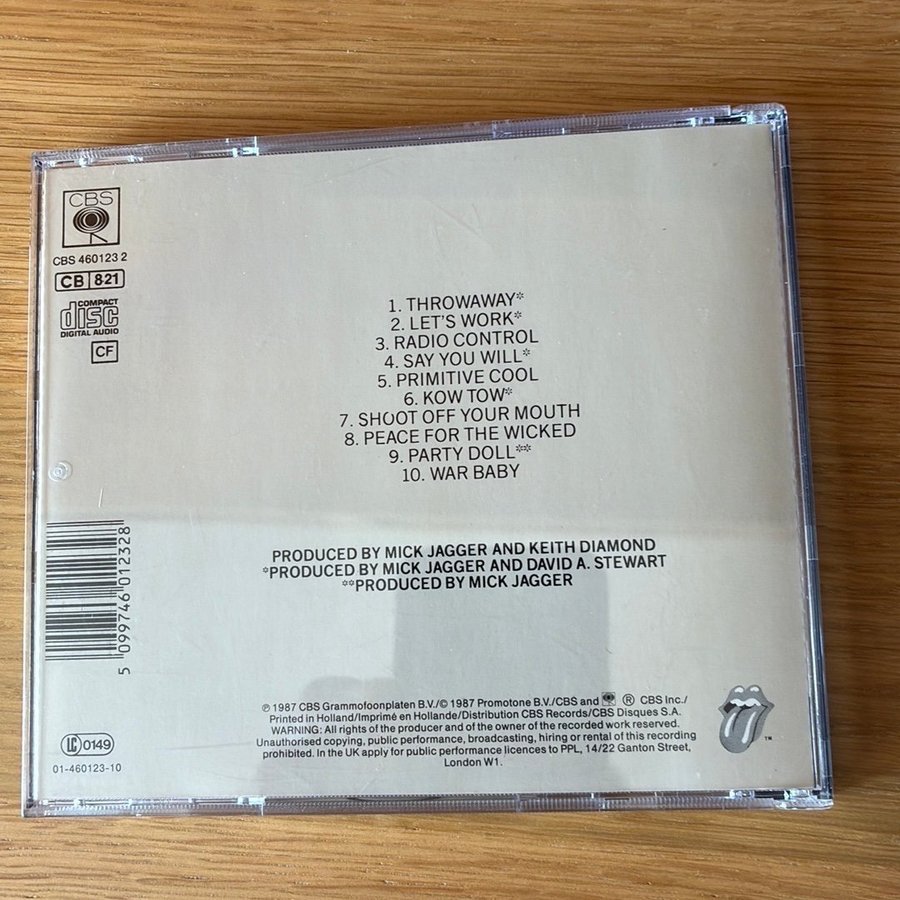 CBS
CBS 460123 2
CB 8·21
COMPACT
disc
DIGITAL AUDIO
CF
1. THROWAWAY*
2. LET'S WORK*
3. RADIO CONTROL
4. SAY YOU WILL*
5. PRIMITIVE COOL
6. KOW TOW*
7. SHOOT OFF YOUR MOUTH
8. PEACE FOR THE WICKED
9. PARTY DOLL**
10. WAR BABY
PRODUCED BY MICK JAGGER AND KEITH DIAMOND
*PRODUCED BY MICK JAGGER AND DAVID A. STEWART
**PRODUCED BY MICK JAGGER
5 099746 012328
℗ 1987 CBS Grammofoonplaten B.V./© 1987 Promotone B.V./CBS and ® CBS Inc./
Printed in Holland/Imprimé en Hollande/Distribution CBS Records/CBS Disques S.A.
WARNING: All rights of the producer and of the owner of the recorded work reserved.
Unauthorised copying, public performance, broadcasting, hiring or rental of this recording
prohibited. In the UK apply for public performance licences to PPL, 14/22 Ganton Street,
London W1.
TM
LC 0149
01-460123-10